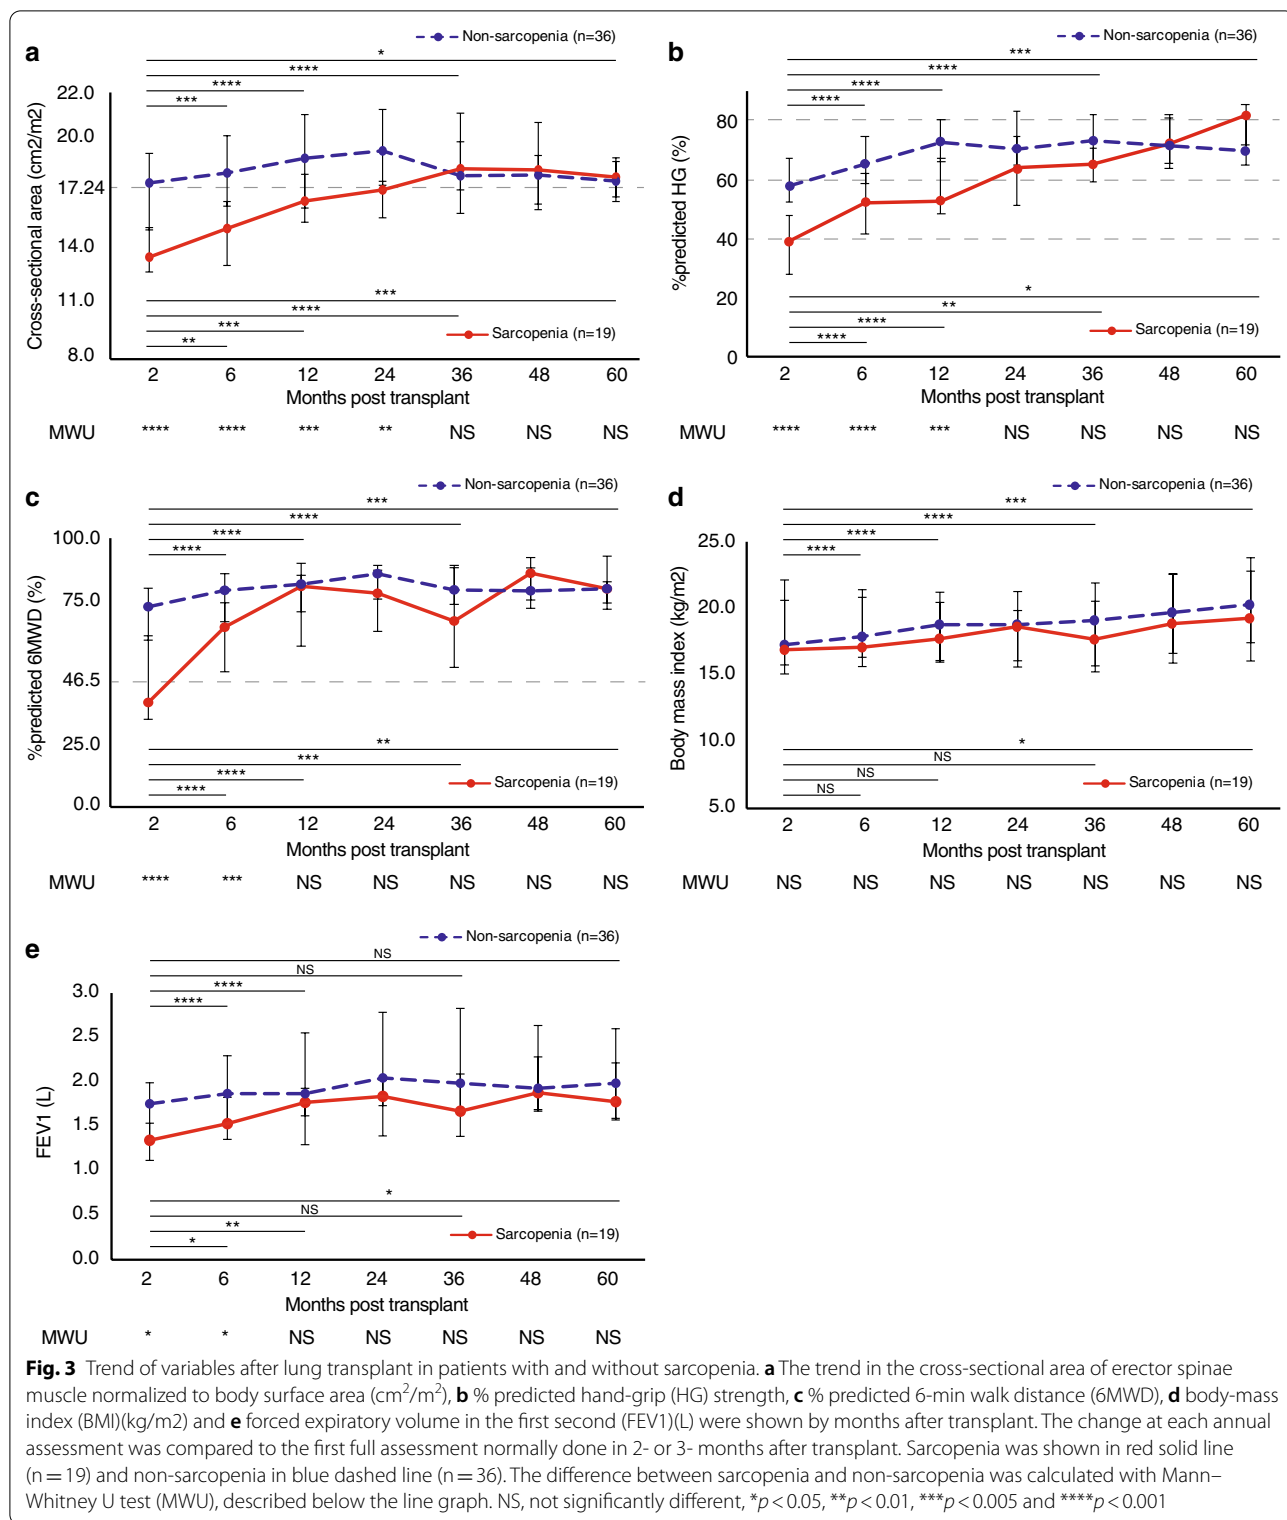 a
Non-sarcopenia (n=36)
*
****
****
***
Cross-sectional area (cm2/m2)
22.0
20.0
17.24
14.0
11.0
8.0
***
****
***
**
Sarcopenia (n=19)
2 6 12 24 36 48 60
Months post transplant
MWU **** **** *** ** NS NS NS
b
Non-sarcopenia (n=36)
***
****
****
****
%predicted HG (%)
80
60
40
20
0
*
**
****
****
Sarcopenia (n=19)
2 6 12 24 36 48 60
Months post transplant
MWU **** **** *** NS NS NS NS
c
Non-sarcopenia (n=36)
***
****
****
****
%predicted 6MWD (%)
100.0
75.0
46.5
25.0
0.0
**
***
****
****
Sarcopenia (n=19)
2 6 12 24 36 48 60
Months post transplant
MWU **** *** NS NS NS NS NS
d
Non-sarcopenia (n=36)
***
****
****
****
Body mass index (kg/m2)
25.0
20.0
15.0
10.0
5.0
*
NS
NS
NS
Sarcopenia (n=19)
2 6 12 24 36 48 60
Months post transplant
MWU NS NS NS NS NS NS NS
e
Non-sarcopenia (n=36)
NS
NS
****
****
FEV1 (L)
3.0
2.5
2.0
1.5
1.0
0.5
0.0
*
NS
**
*
Sarcopenia (n=19)
2 6 12 24 36 48 60
Months post transplant
MWU * * NS NS NS NS NS
Fig. 3 Trend of variables after lung transplant in patients with and without sarcopenia. a The trend in the cross-sectional area of erector spinae
muscle normalized to body surface area (cm²/m²), b % predicted hand-grip (HG) strength, c % predicted 6-min walk distance (6MWD), d body-mass
index (BMI)(kg/m2) and e forced expiratory volume in the first second (FEV1)(L) were shown by months after transplant. The change at each annual
assessment was compared to the first full assessment normally done in 2- or 3- months after transplant. Sarcopenia was shown in red solid line
(n = 19) and non-sarcopenia in blue dashed line (n = 36). The difference between sarcopenia and non-sarcopenia was calculated with Mann–
Whitney U test (MWU), described below the line graph. NS, not significantly different, *p < 0.05, **p < 0.01, ***p < 0.005 and ****p < 0.001